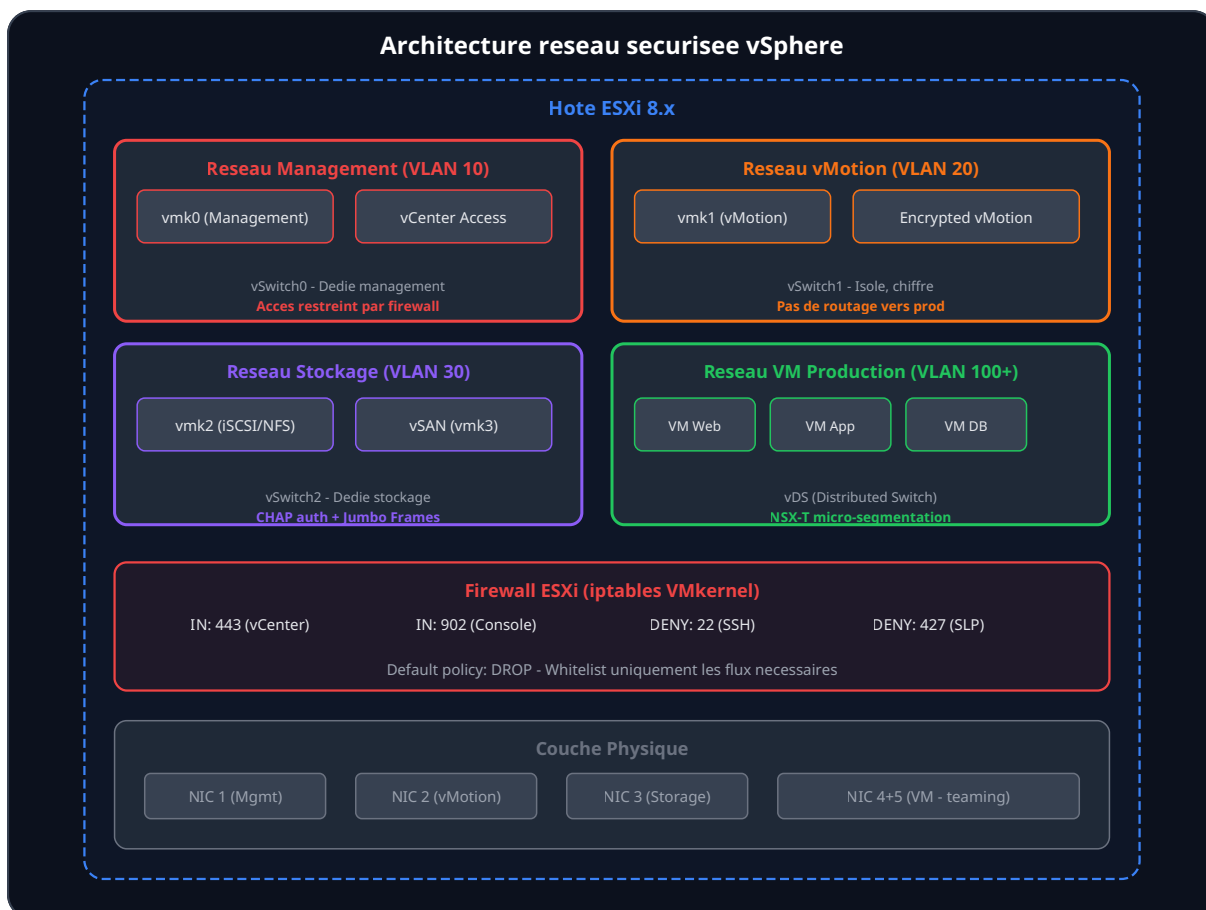 Architecture reseau securisee vSphere
Hote ESXi 8.x
Reseau Management (VLAN 10)
vmk0 (Management)
vCenter Access
vSwitch0 - Dedie management
Acces restreint par firewall
Reseau vMotion (VLAN 20)
vmk1 (vMotion)
Encrypted vMotion
vSwitch1 - Isole, chiffre
Pas de routage vers prod
Reseau Stockage (VLAN 30)
vmk2 (iSCSI/NFS)
vSAN (vmk3)
vSwitch2 - Dedie stockage
CHAP auth + Jumbo Frames
Reseau VM Production (VLAN 100+)
VM Web
VM App
VM DB
vDS (Distributed Switch)
NSX-T micro-segmentation
Firewall ESXi (iptables VMkernel)
IN: 443 (vCenter)
IN: 902 (Console)
DENY: 22 (SSH)
DENY: 427 (SLP)
Default policy: DROP - Whitelist uniquement les flux necessaires
Couche Physique
NIC 1 (Mgmt)
NIC 2 (vMotion)
NIC 3 (Storage)
NIC 4+5 (VM - teaming)